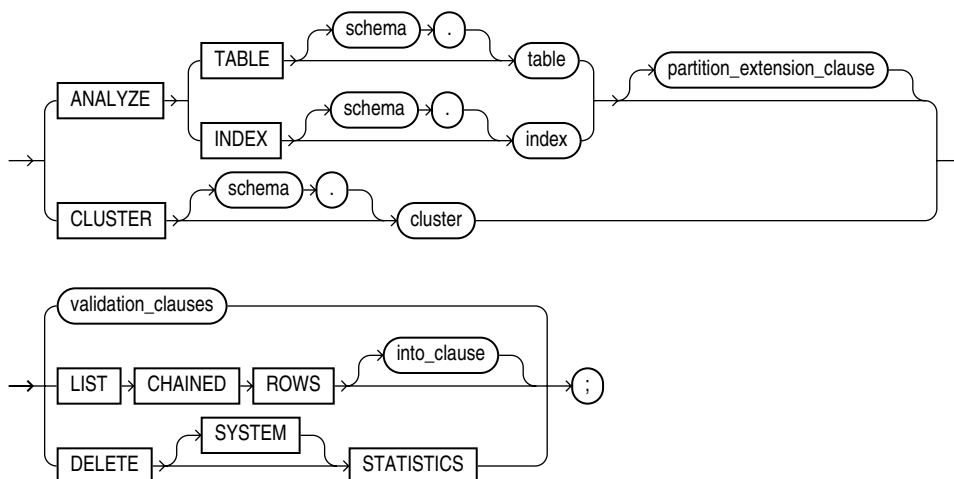 schema .
TABLE table partition_extension_clause
ANALYZE
schema .
INDEX index
schema .
CLUSTER cluster
validation_clauses
into_clause
LIST CHAINED ROWS ;
SYSTEM
DELETE STATISTICS